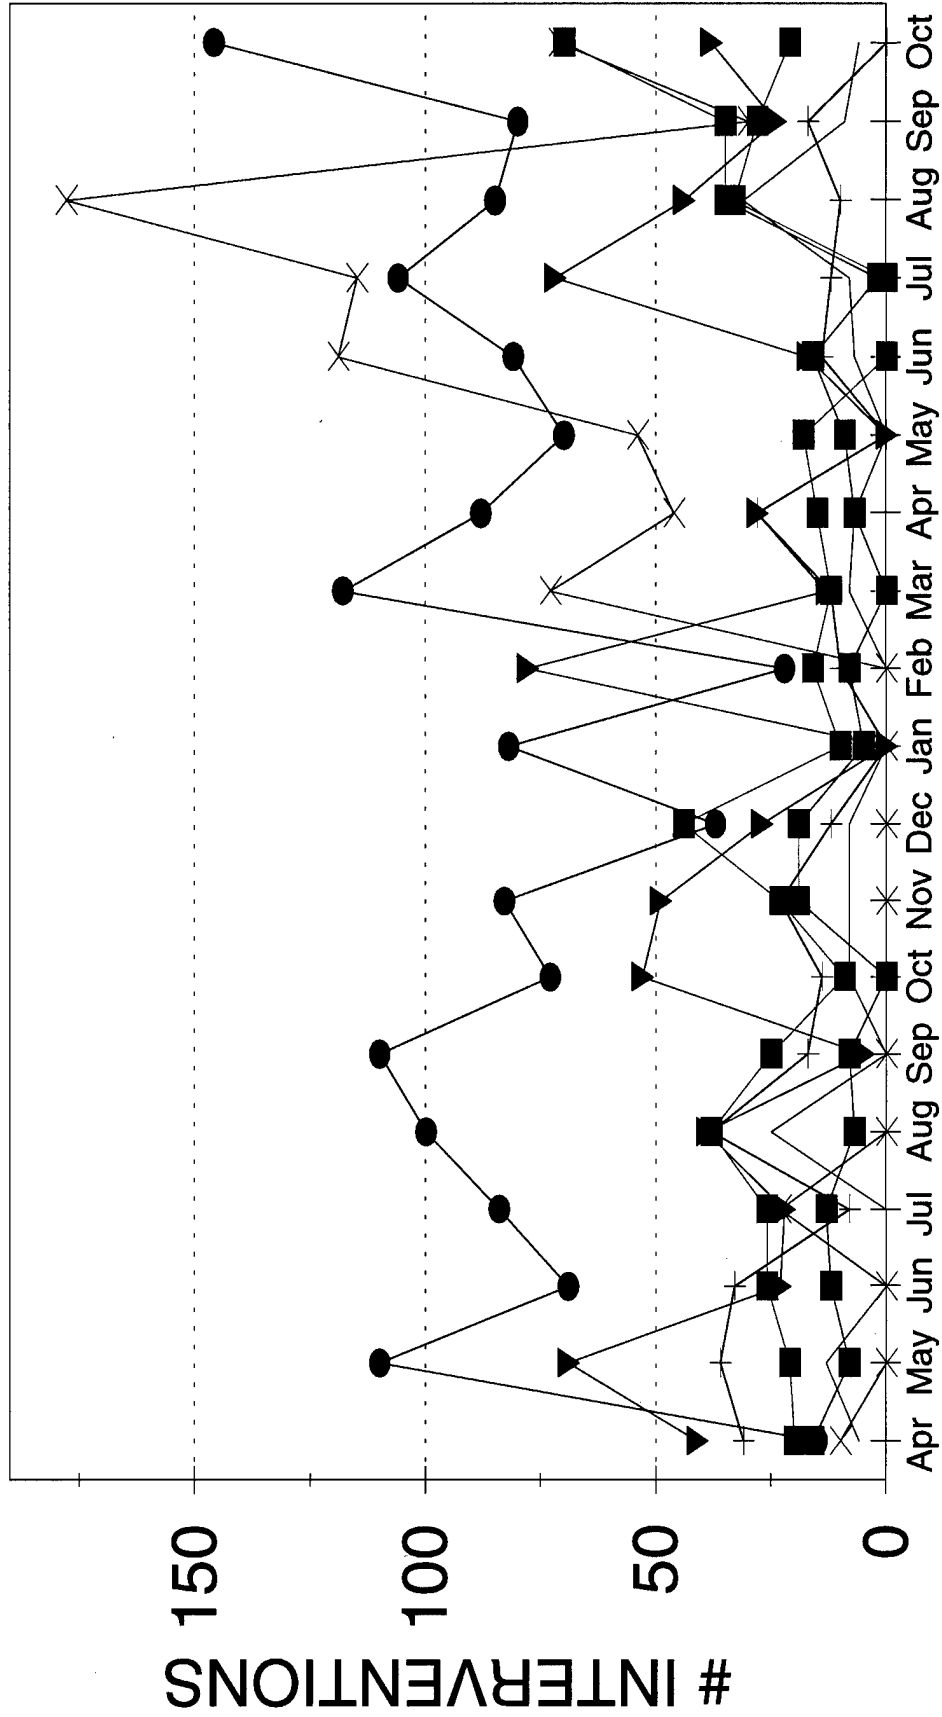 # INTERVENTIONS
150
100
50
0
Apr May Jun Jul Aug Sep Oct Nov Dec Jan Feb Mar Apr May Jun Jul Aug Sep Oct